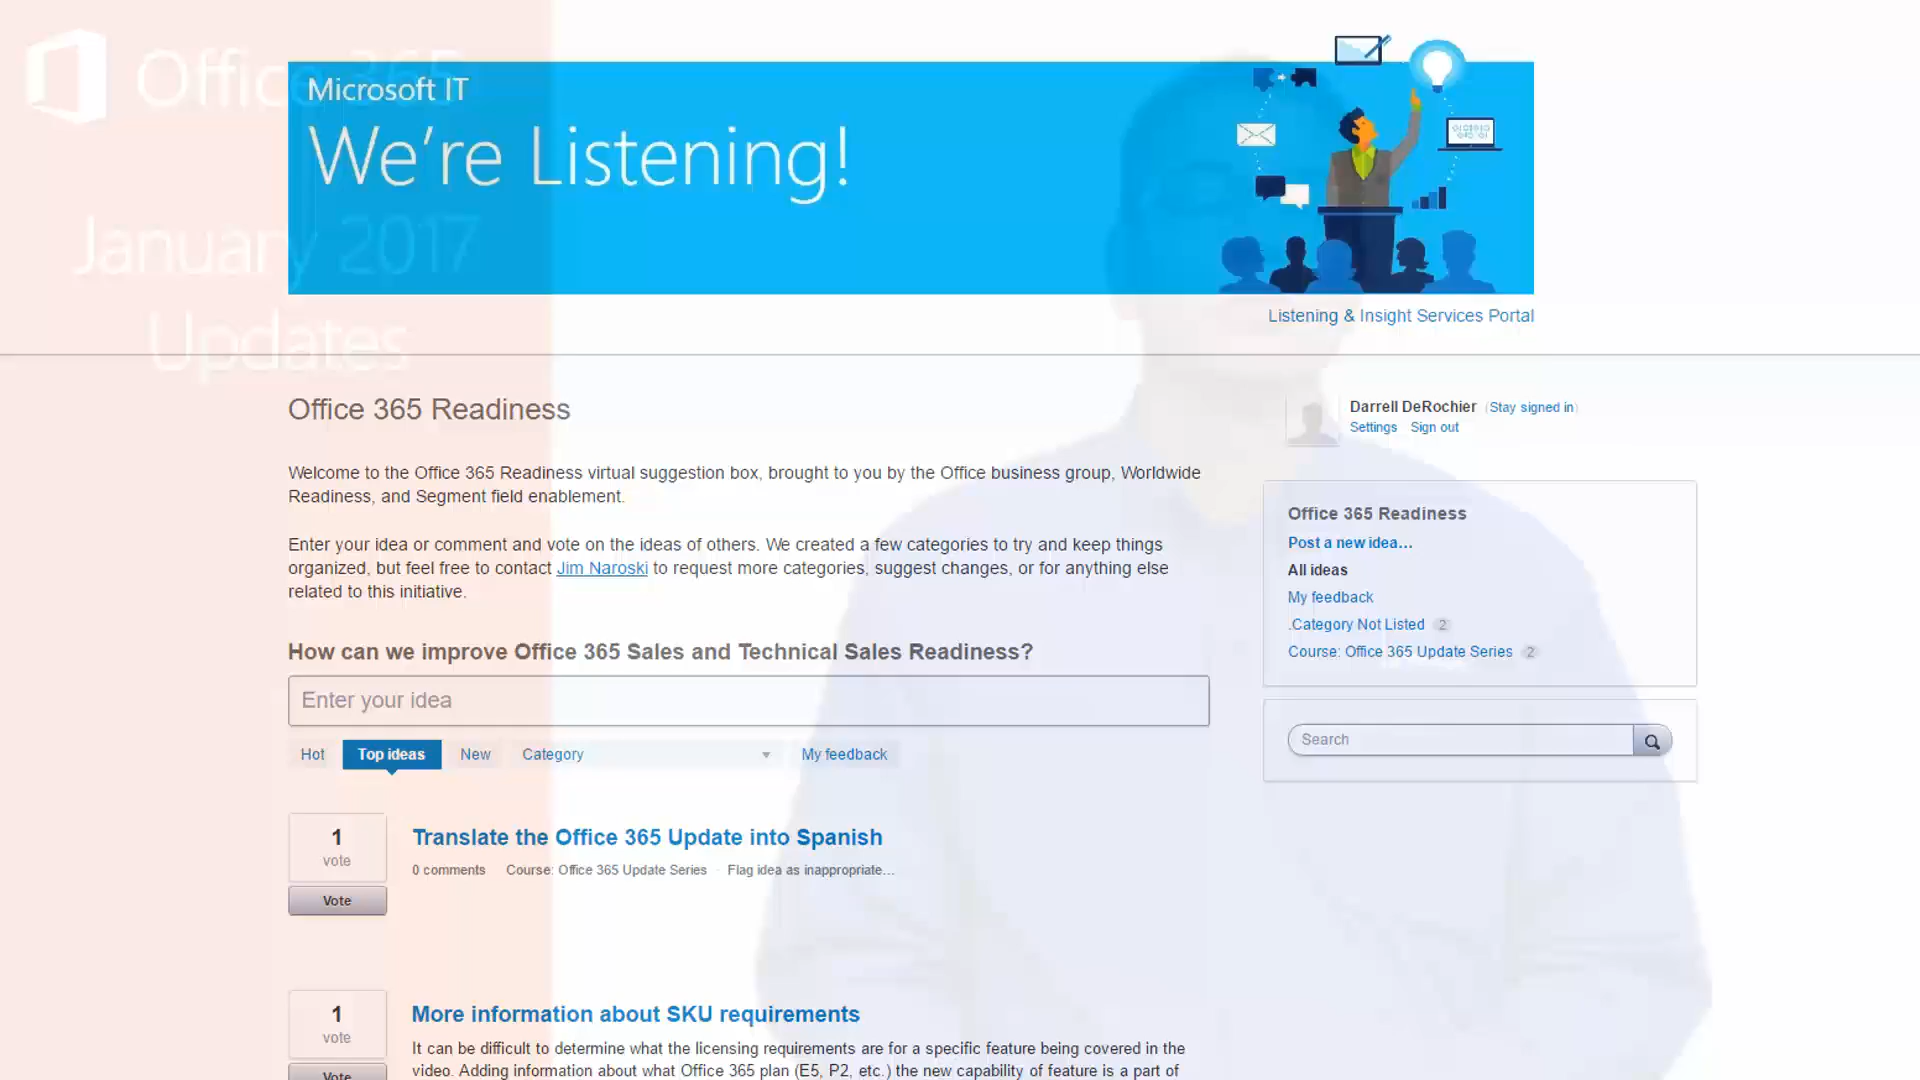 Office 365
January 2017
Updates
Microsoft IT
We're Listening!
Listening & Insight Services Portal
Office 365 Readiness
Welcome to the Office 365 Readiness virtual suggestion box, brought to you by the Office business group, Worldwide
Readiness, and Segment field enablement.
Enter your idea or comment and vote on the ideas of others. We created a few categories to try and keep things
organized, but feel free to contact Jim Naroski to request more categories, suggest changes, or for anything else
related to this initiative.
How can we improve Office 365 Sales and Technical Sales Readiness?
Enter your idea
Hot Top ideas New Category My feedback
1
vote
Vote
Translate the Office 365 Update into Spanish
0 comments Course: Office 365 Update Series · Flag idea as inappropriate…
1
vote
Vote
More information about SKU requirements
It can be difficult to determine what the licensing requirements are for a specific feature being covered in the
video. Adding information about what Office 365 plan (E5, P2, etc.) the new capability of feature is a part of
Darrell DeRochier (Stay signed in)
Settings Sign out
Office 365 Readiness
Post a new idea…
All ideas
My feedback
.Category Not Listed 2
Course: Office 365 Update Series 2
Search